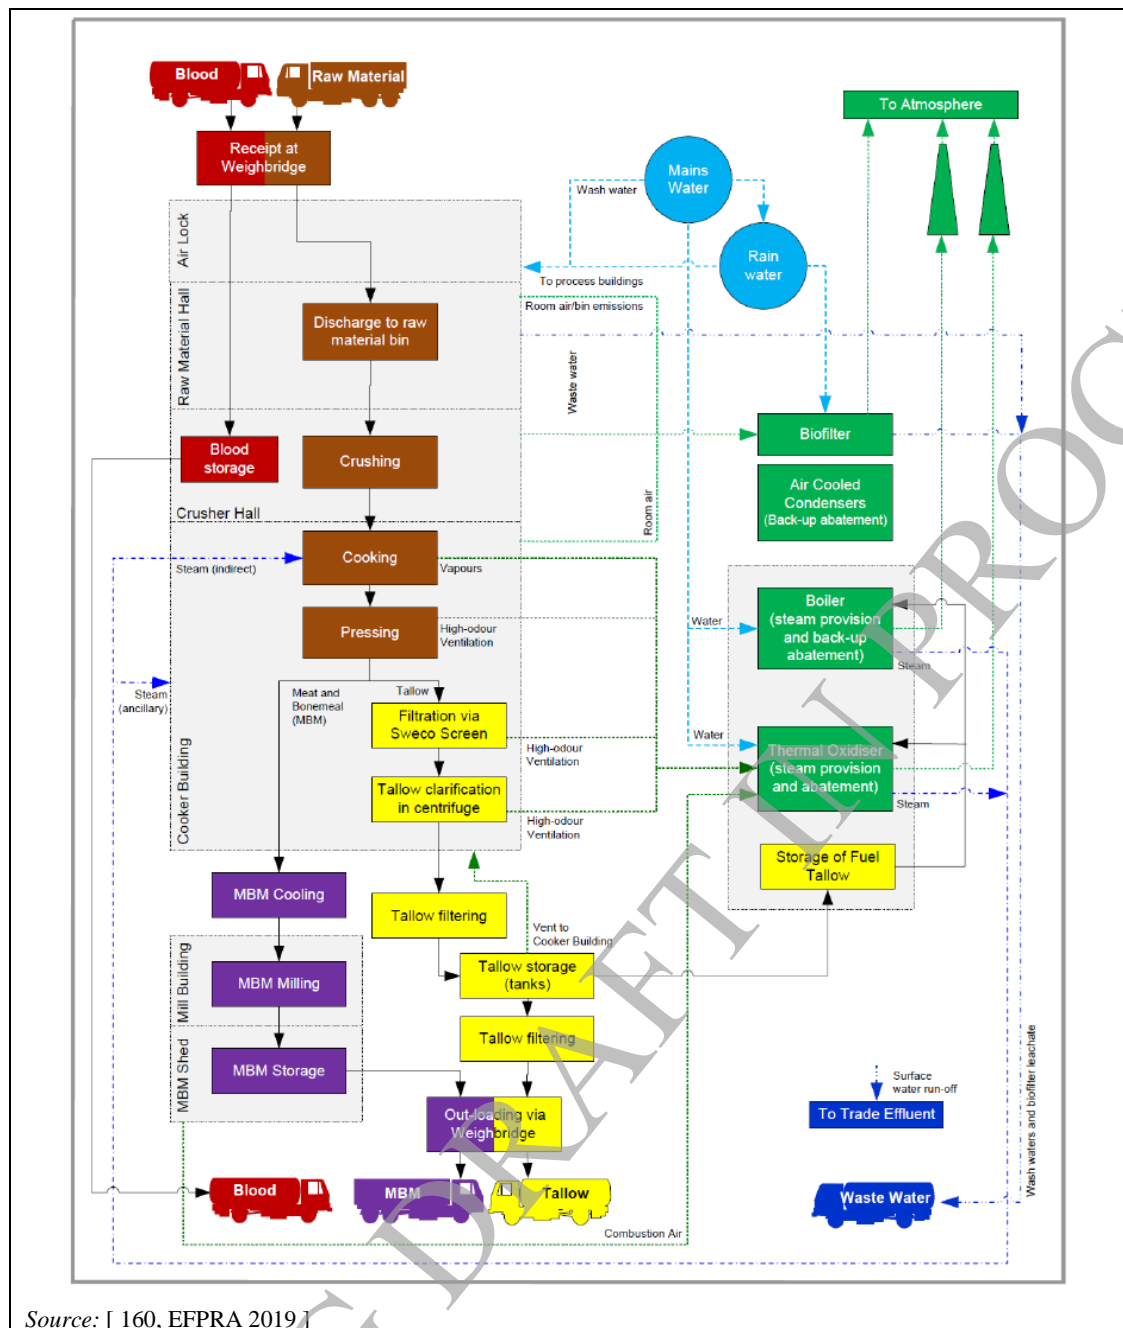 Blood
Raw Material
Receipt at
Weighbridge
To Atmosphere
Mains
Water
Wash water
Rain
water
Air Lock
To process buildings
Room air/bin emissions
Raw Material Hall
Discharge to raw
material bin
Waste water
Biofilter
Blood
storage
Crushing
Air Cooled
Condensers
(Back-up abatement)
Room air
Crusher Hall
Cooking
Steam (indirect)
Vapours
Boiler
(steam provision
and back-up
abatement)
Water
Pressing
High-odour
Ventilation
Steam
Steam
(ancillary)
Meat and
Bonemeal
(MBM)
Tallow
Filtration via
Sweco Screen
High-odour
Ventilation
Water
Thermal Oxidiser
(steam provision
and abatement)
Steam
Tallow clarification
in centrifuge
High-odour
Ventilation
Cooker Building
Storage of Fuel
Tallow
MBM Cooling
Tallow filtering
Vent to
Cooker Building
Mill Building
MBM Milling
Tallow storage
(tanks)
Tallow filtering
MBM Shed
MBM Storage
Wash waters and biofilter leachate
Surface
water run-off
To Trade Effluent
Out-loading via
Weighbridge
Blood
MBM
Tallow
Waste Water
Combustion Air
G DRAFT IN PROC
Source: [ 160, EFPRA 2019 ]